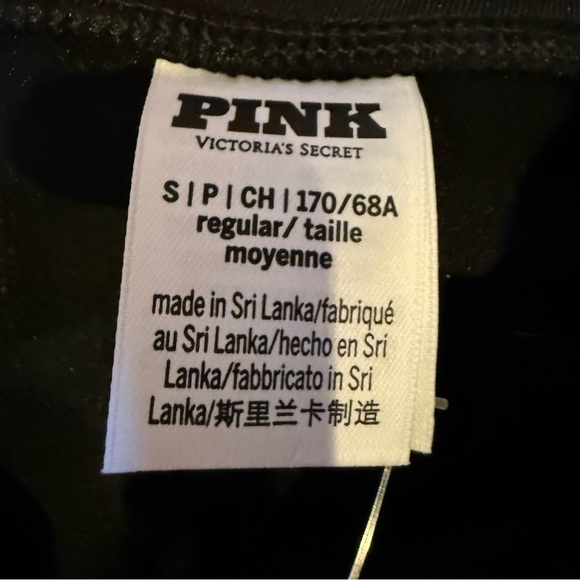 PINK
VICTORIA'S SECRET
S | P | CH | 170/68A
regular/ taille
moyenne
made in Sri Lanka/fabriqué
au Sri Lanka/hecho en Sri
Lanka/fabbricato in Sri
Lanka/斯里兰卡制造